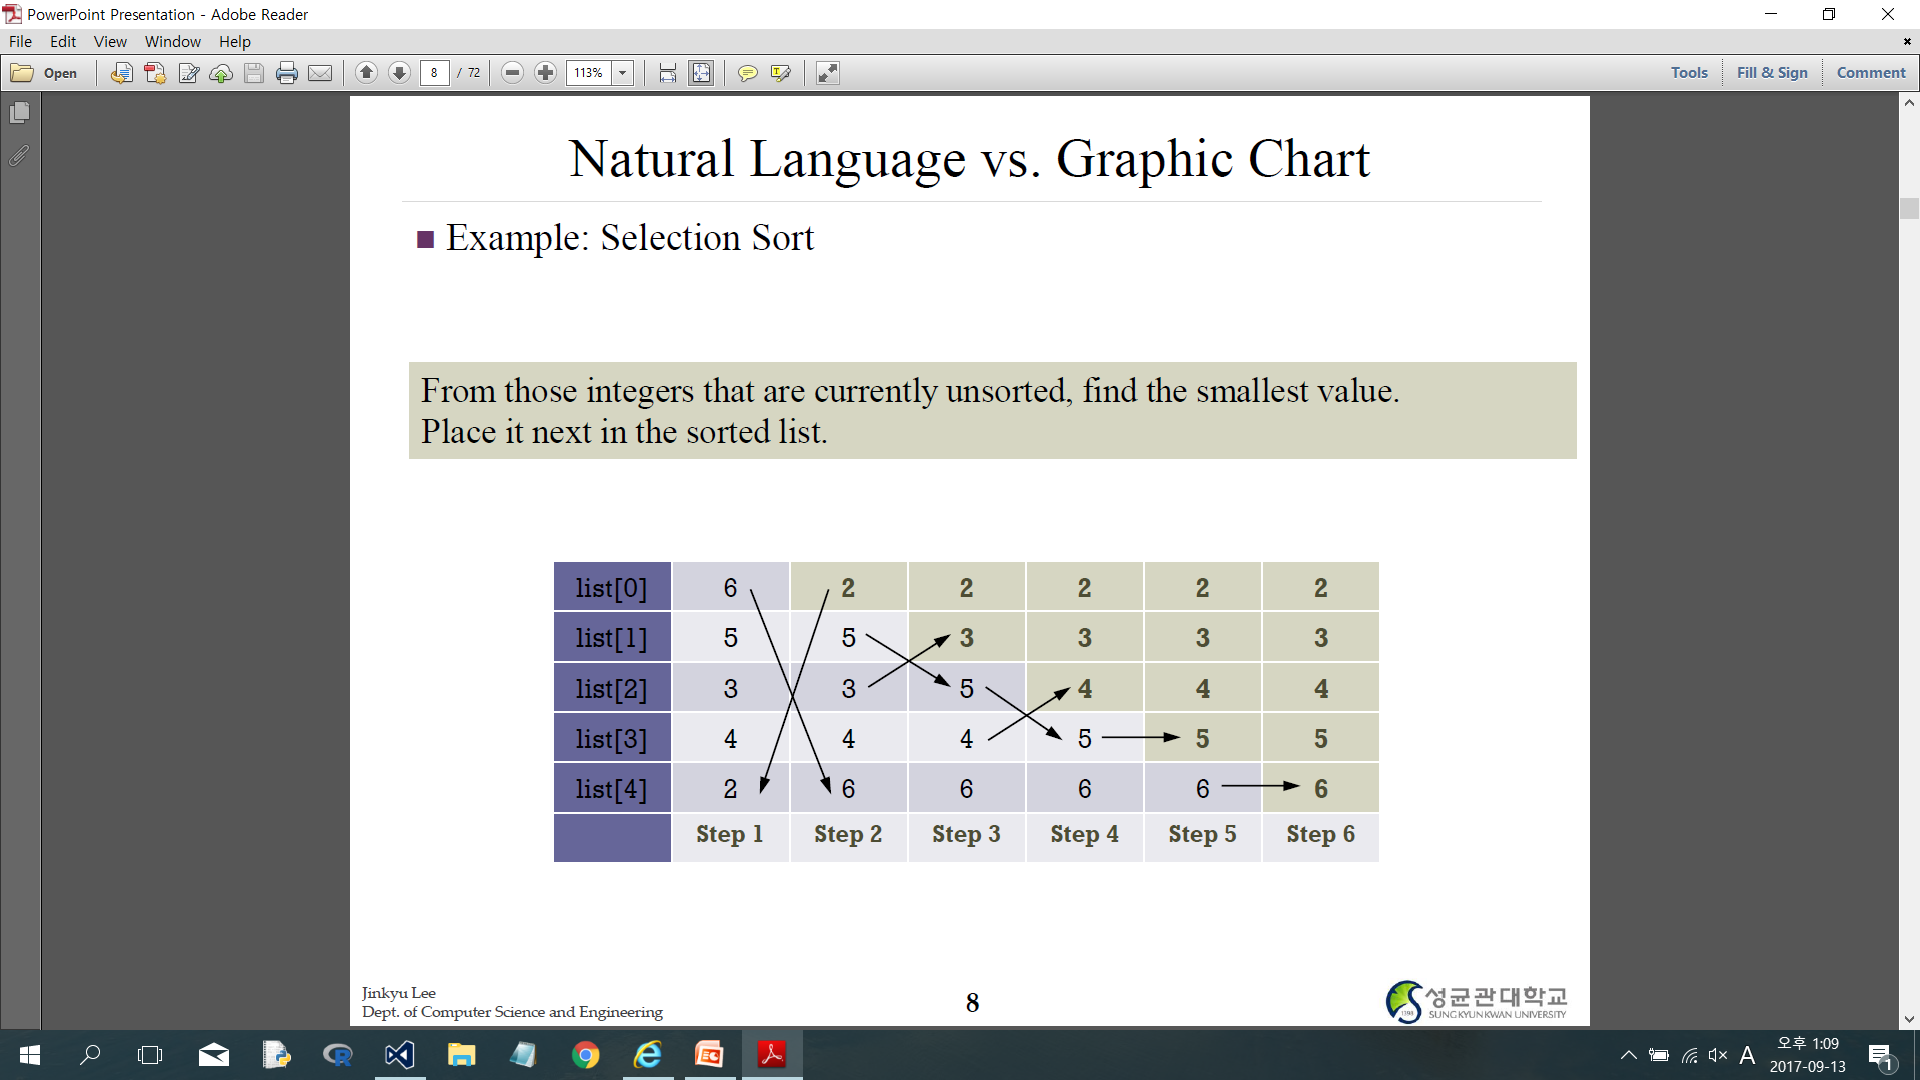 PowerPoint Presentation - Adobe Reader
File Edit View Window Help
Open 8 / 72 113% Tools Fill & Sign Comment
Natural Language vs. Graphic Chart
Example: Selection Sort
From those integers that are currently unsorted, find the smallest value.
Place it next in the sorted list.
list[0] 6 2 2 2 2 2
list[1] 5 5 3 3 3 3
list[2] 3 3 5 4 4 4
list[3] 4 4 4 5 5 5
list[4] 2 6 6 6 6 6
Step 1 Step 2 Step 3 Step 4 Step 5 Step 6
Jinkyu Lee
Dept. of Computer Science and Engineering
8
1398
성균관대학교
SUNGKYUNKWAN UNIVERSITY
A
오후 1:09
2017-09-13
1